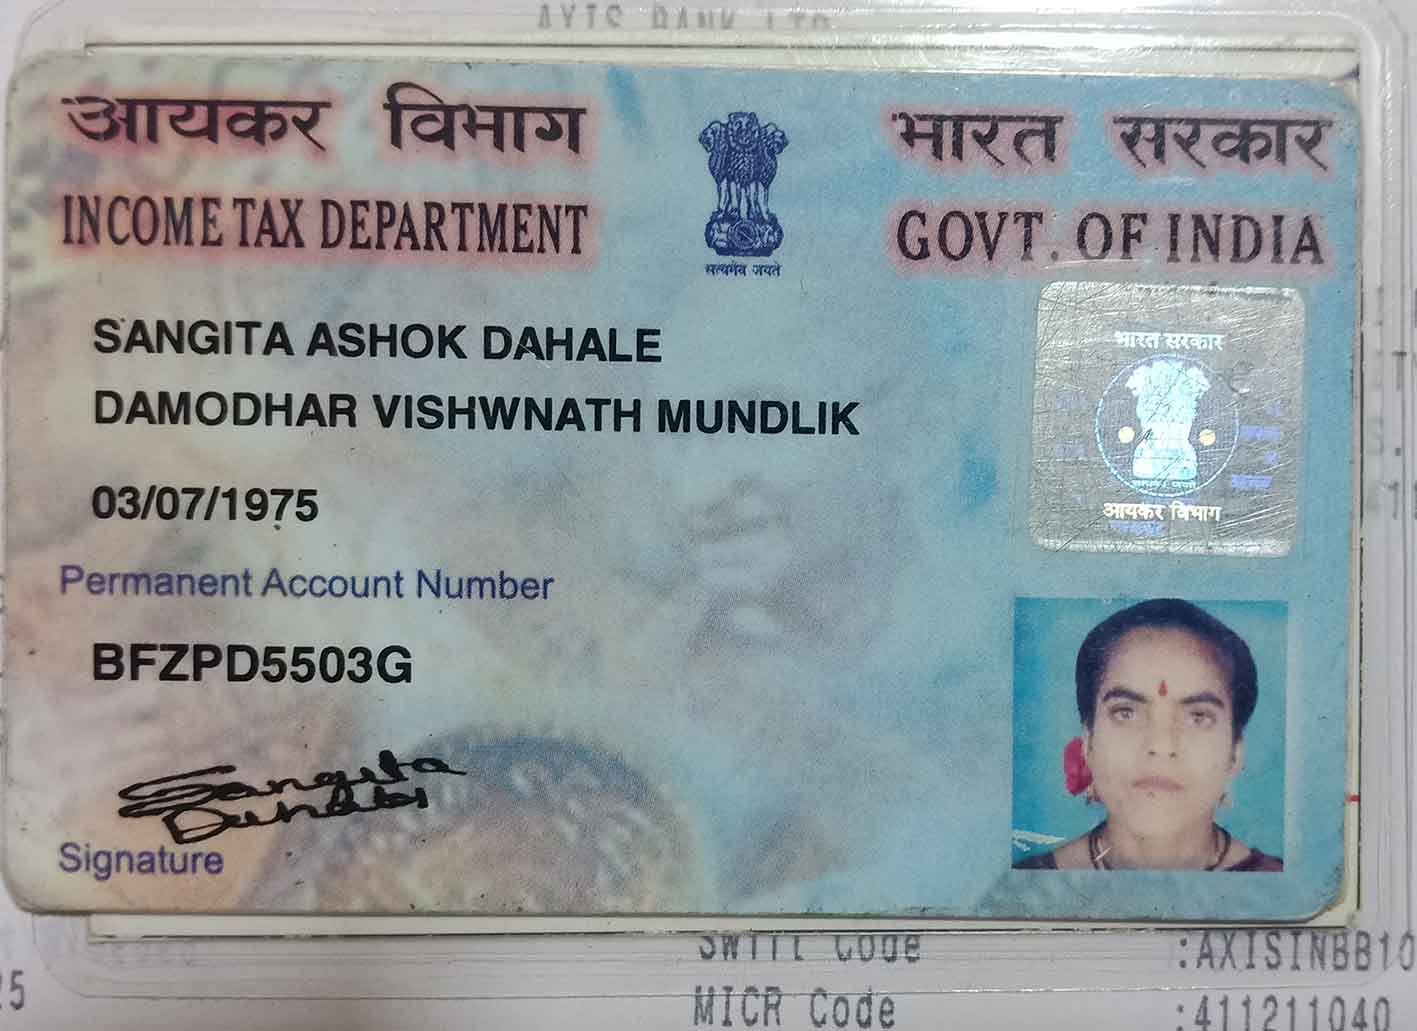 AXIS BANK LTD
आयकर विभाग
INCOME TAX DEPARTMENT
सत्यमेव जयते
भारत सरकार
GOVT. OF INDIA
SANGITA ASHOK DAHALE
DAMODHAR VISHWNATH MUNDLIK
03/07/1975
Permanent Account Number
BFZPD5503G
भारत सरकार
आयकर विभाग
Sangita
Signature
SWIFT Code :AXISINBB10
MICR Code :411211040